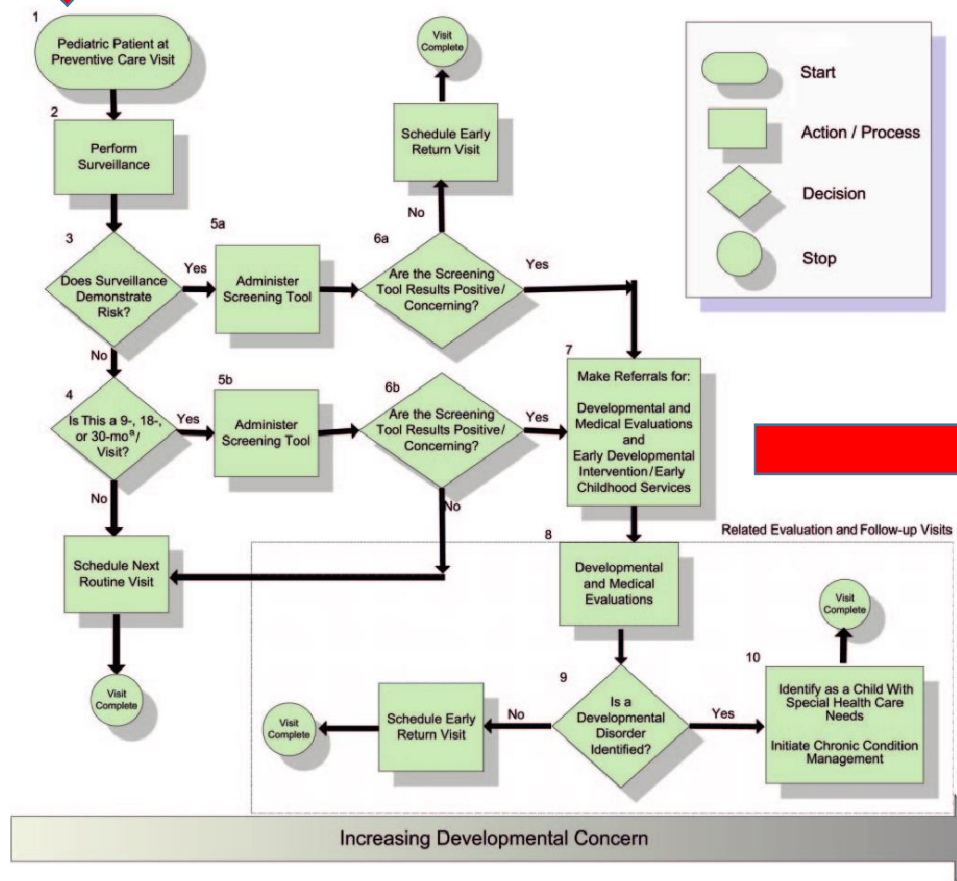 1
Pediatric Patient at
Preventive Care Visit
2
Perform
Surveillance
3
Does Surveillance
Demonstrate
Risk?
Yes
No
5a
Administer
Screening Tool
6a
Are the Screening
Tool Results Positive/
Concerning?
Yes
No
Schedule Early
Return Visit
Visit
Complete
4
Is This a 9-, 18-,
or 30-mo a/
Visit?
Yes
No
5b
Administer
Screening Tool
6b
Are the Screening
Tool Results Positive/
Concerning?
Yes
No
7
Make Referrals for:
Developmental and
Medical Evaluations
and
Early Developmental
Intervention/Early
Childhood Services
Schedule Next
Routine Visit
Visit
Complete
Related Evaluation and Follow-up Visits
8
Developmental
and Medical
Evaluations
9
Is a
Developmental
Disorder
Identified?
No
Yes
Schedule Early
Return Visit
Visit
Complete
10
Identify as a Child With
Special Health Care
Needs
Initiate Chronic Condition
Management
Visit
Complete
Start
Action / Process
Decision
Stop
Increasing Developmental Concern